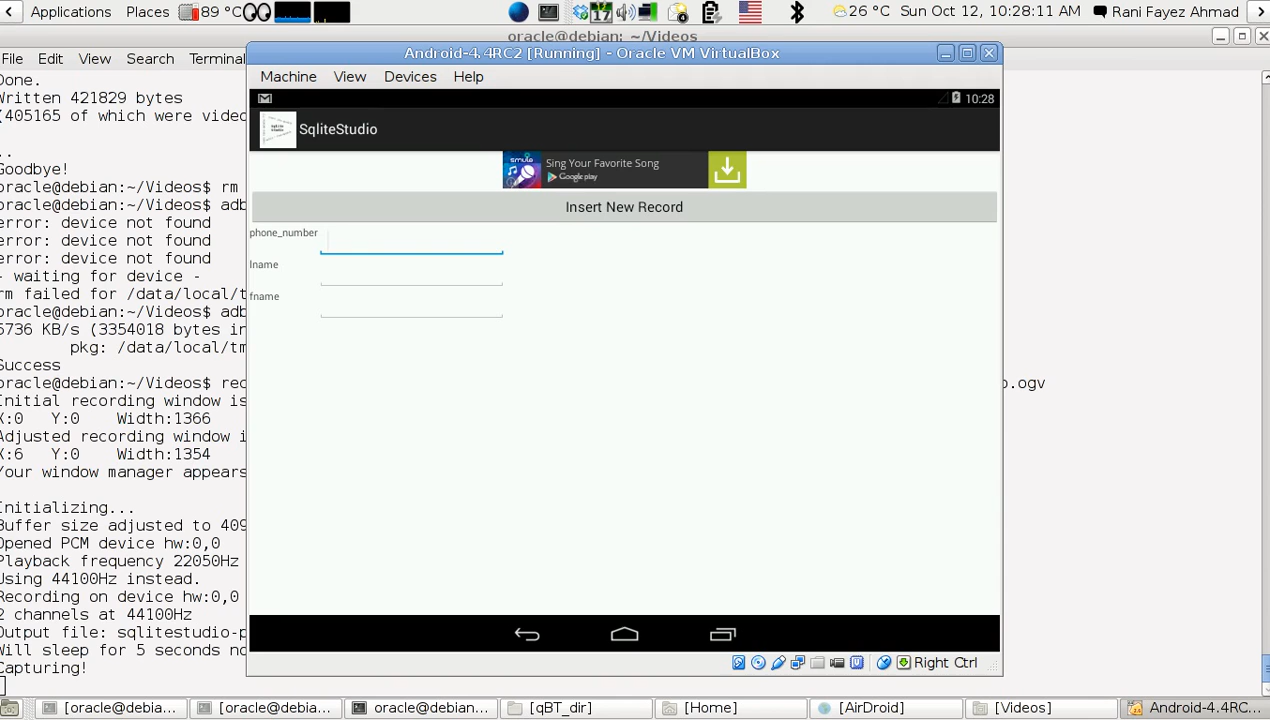 Applications Places 89 °C 17 26 °C Sun Oct 12, 10:28:11 AM Rani Fayez Ahmad
oracle@debian: ~/Videos
File Edit View Search Terminal
Done.
Written 421829 bytes
(405165 of which were video
..
Goodbye!
oracle@debian:~/Videos$ rm
oracle@debian:~/Videos$ adb
error: device not found
error: device not found
error: device not found
- waiting for device -
rm failed for /data/local/t
oracle@debian:~/Videos$ adb
5736 KB/s (3354018 bytes in
pkg: /data/local/tm
Success
oracle@debian:~/Videos$ rec
o.ogv
Initial recording window is
X:0 Y:0 Width:1366
Adjusted recording window i
X:6 Y:0 Width:1354
Your window manager appears
Initializing...
Buffer size adjusted to 409
Opened PCM device hw:0,0
Playback frequency 22050Hz
Using 44100Hz instead.
Recording on device hw:0,0
2 channels at 44100Hz
Output file: sqlitestudio-p
Will sleep for 5 seconds no
Capturing!
Android-4.4RC2 [Running] - Oracle VM VirtualBox
Machine View Devices Help
10:28
SqliteStudio
smule
Sing Your Favorite Song
Google play
Insert New Record
phone_number
lname
fname
Right Ctrl
[oracle@debia... [oracle@debia... oracle@debian... [qBT_dir] [Home] [AirDroid] [Videos] Android-4.4RC...